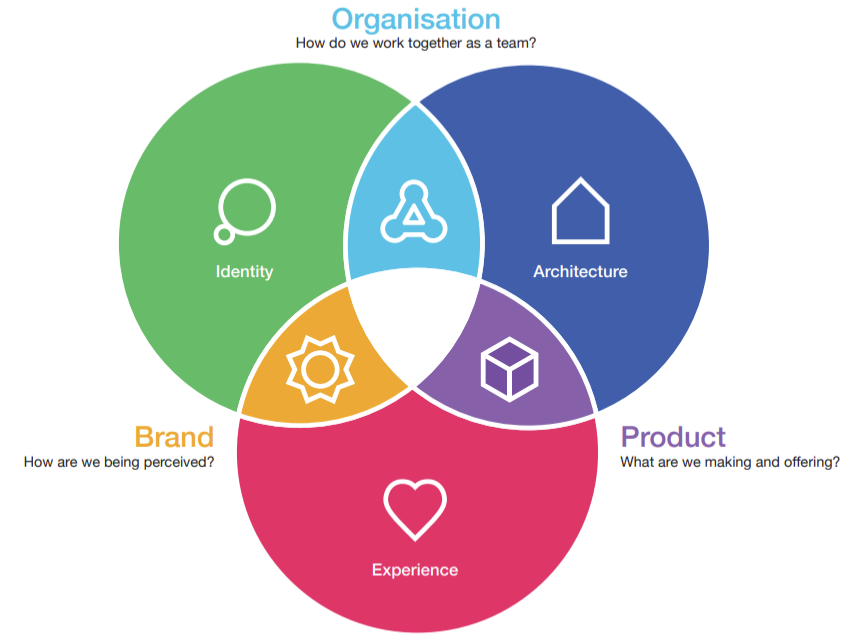 Organisation
How do we work together as a team?
Identity
Architecture
Brand
How are we being perceived?
Product
What are we making and offering?
Experience